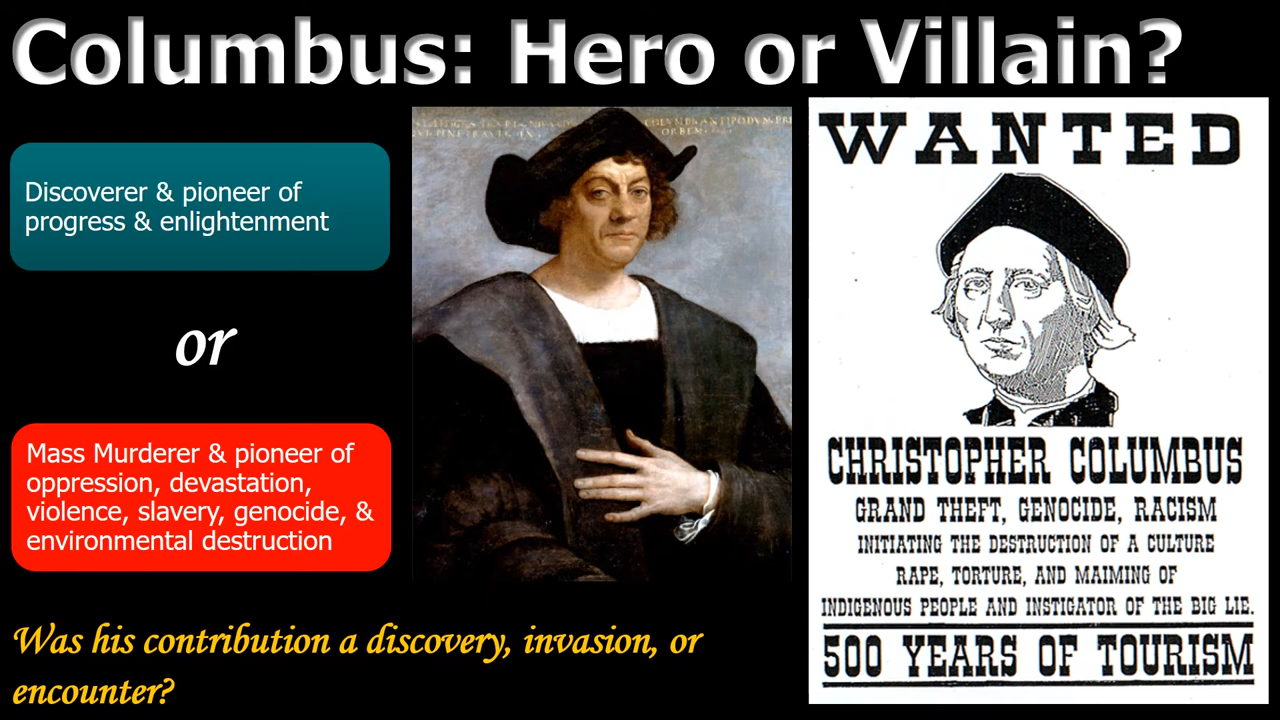 Columbus: Hero or Villain?
Discoverer & pioneer of
progress & enlightenment
or
Mass Murderer & pioneer of
oppression, devastation,
violence, slavery, genocide, &
environmental destruction
Was his contribution a discovery, invasion, or
encounter?
WANTED
CHRISTOPHER COLUMBUS
GRAND THEFT, GENOCIDE, RACISM
INITIATING THE DESTRUCTION OF A CULTURE
RAPE, TORTURE, AND MAIMING OF
INDIGENOUS PEOPLE AND INSTIGATOR OF THE BIG LIE.
500 YEARS OF TOURISM